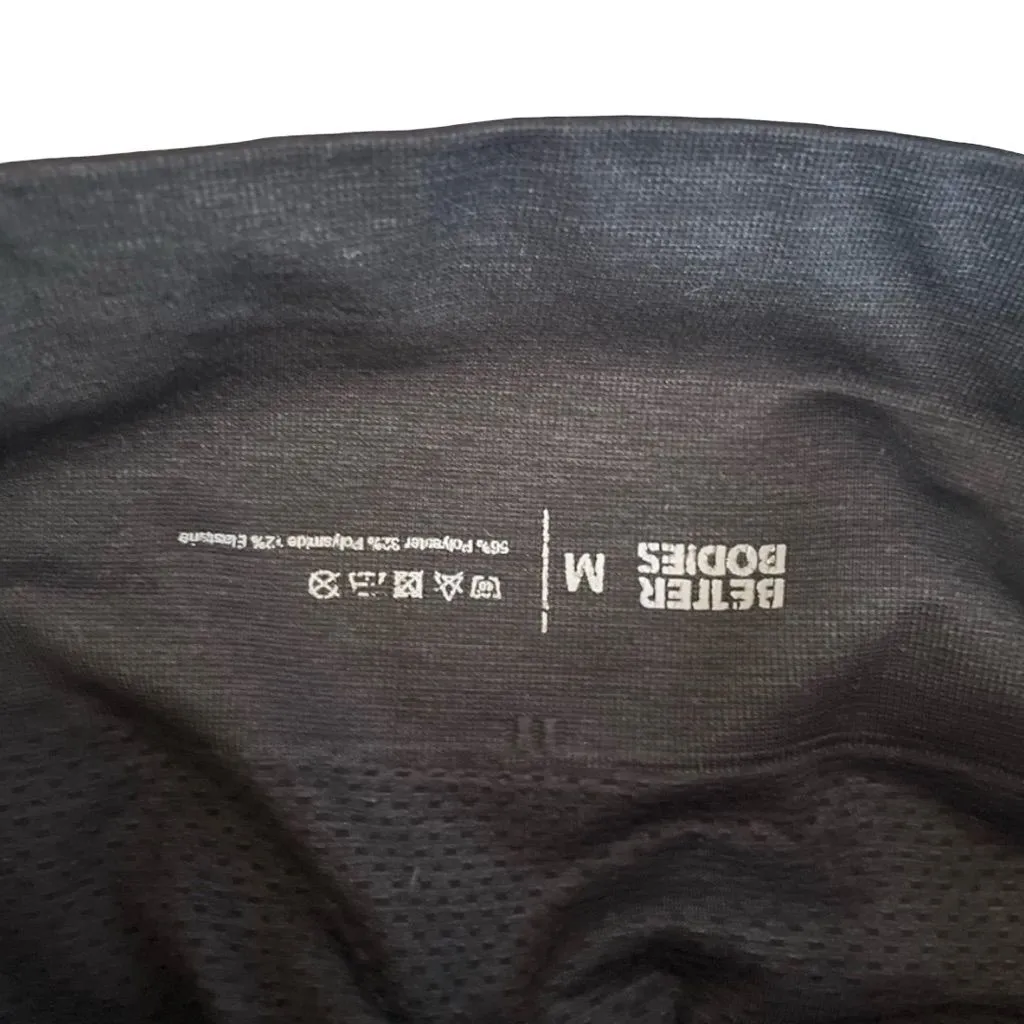 BETTER
BODIES
M
56% Polyester 32% Polyamide 12% Elastane